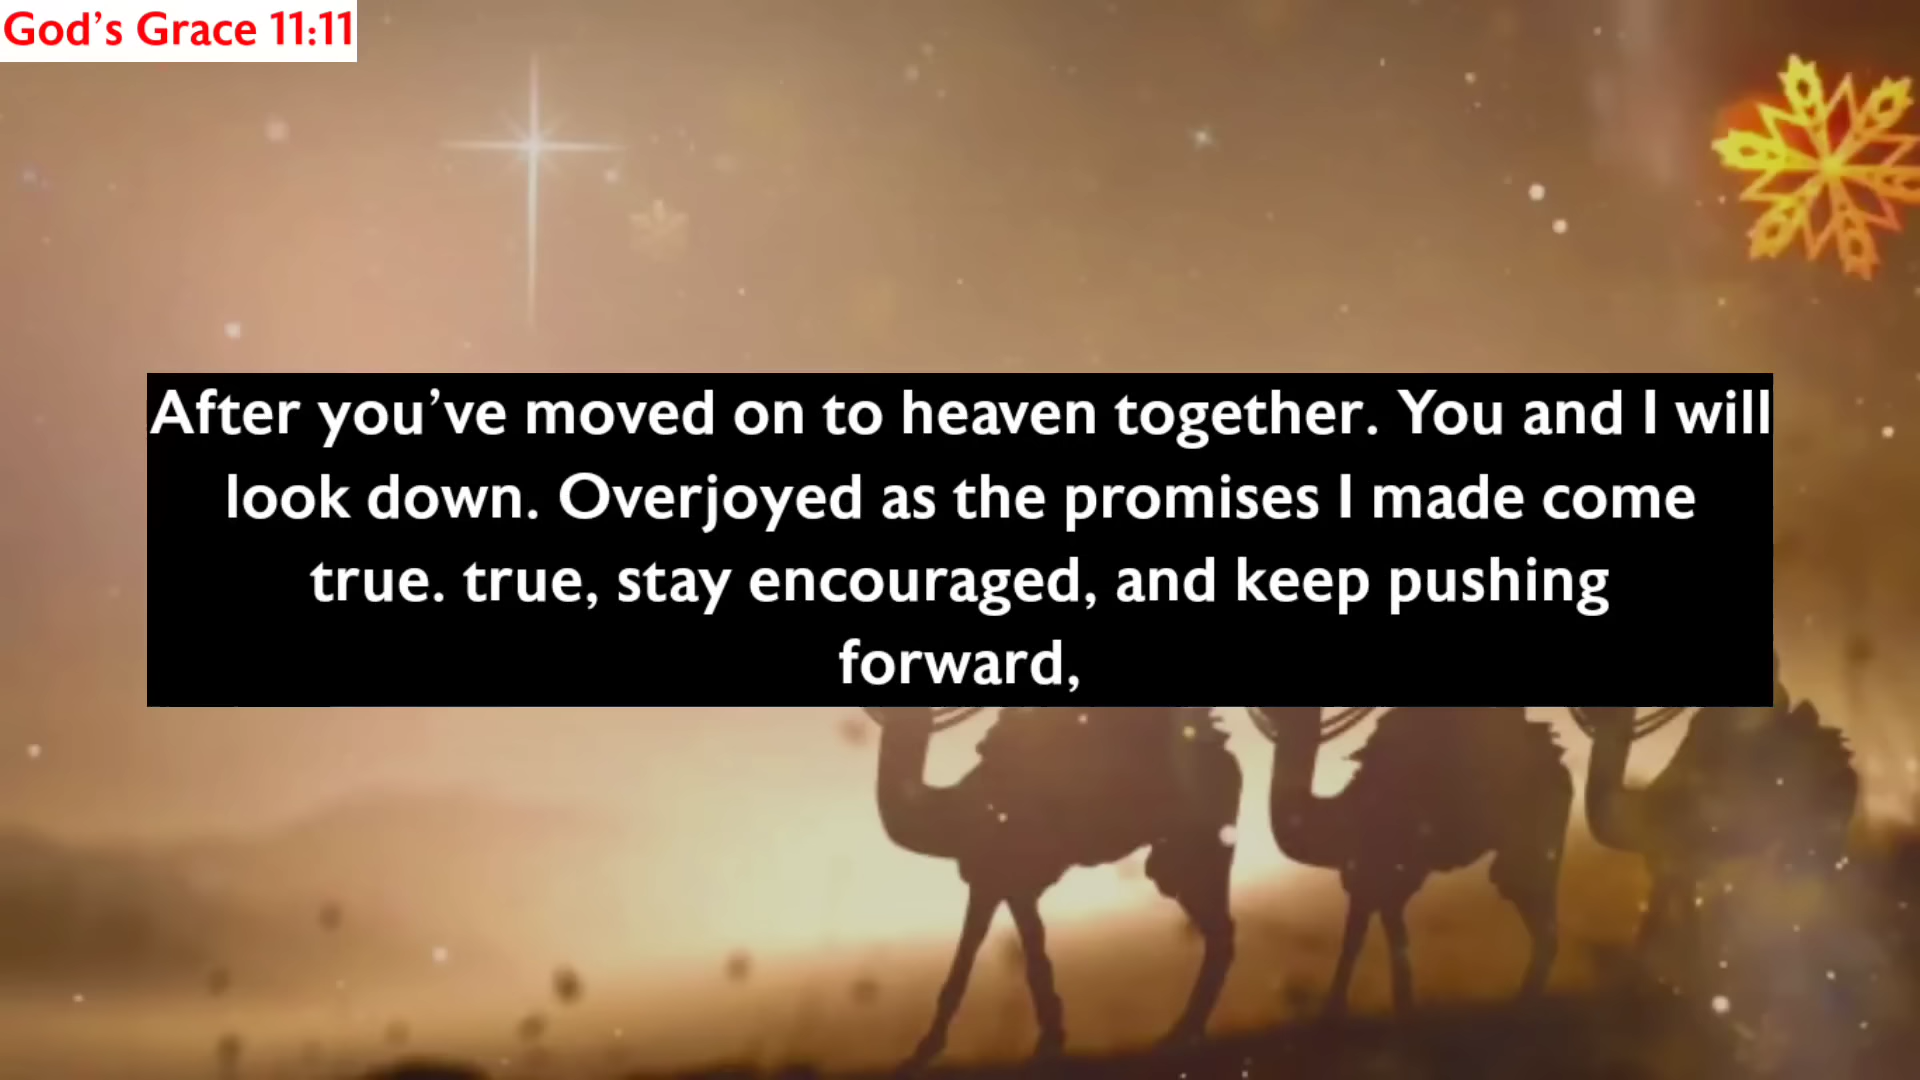 God’s Grace 11:11
After you’ve moved on to heaven together. You and I will
look down. Overjoyed as the promises I made come
true. true, stay encouraged, and keep pushing
forward,